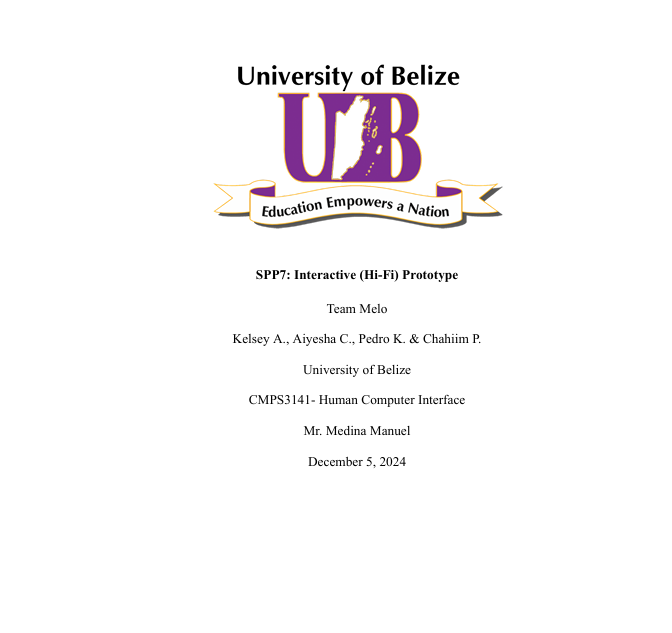 University of Belize
UB
Education Empowers a Nation
SPP7: Interactive (Hi-Fi) Prototype
Team Melo
Kelsey A., Aiyesha C., Pedro K. & Chahiim P.
University of Belize
CMPS3141- Human Computer Interface
Mr. Medina Manuel
December 5, 2024